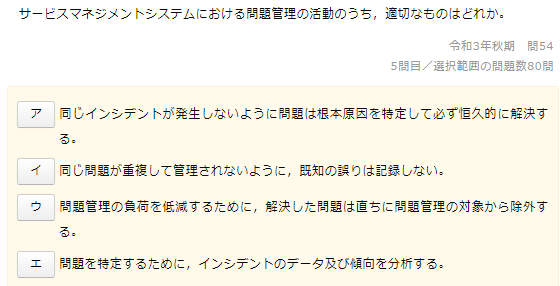 サービスマネジメントシステムにおける問題管理の活動のうち，適切なものはどれか。
令和3年秋期　問54
5問目／選択範囲の問題数80問
ア 同じインシデントが発生しないように問題は根本原因を特定して必ず恒久的に解決す
る。
イ 同じ問題が重複して管理されないように，既知の誤りは記録しない。
ウ 問題管理の負荷を低減するために，解決した問題は直ちに問題管理の対象から除外す
る。
エ 問題を特定するために，インシデントのデータ及び傾向を分析する。